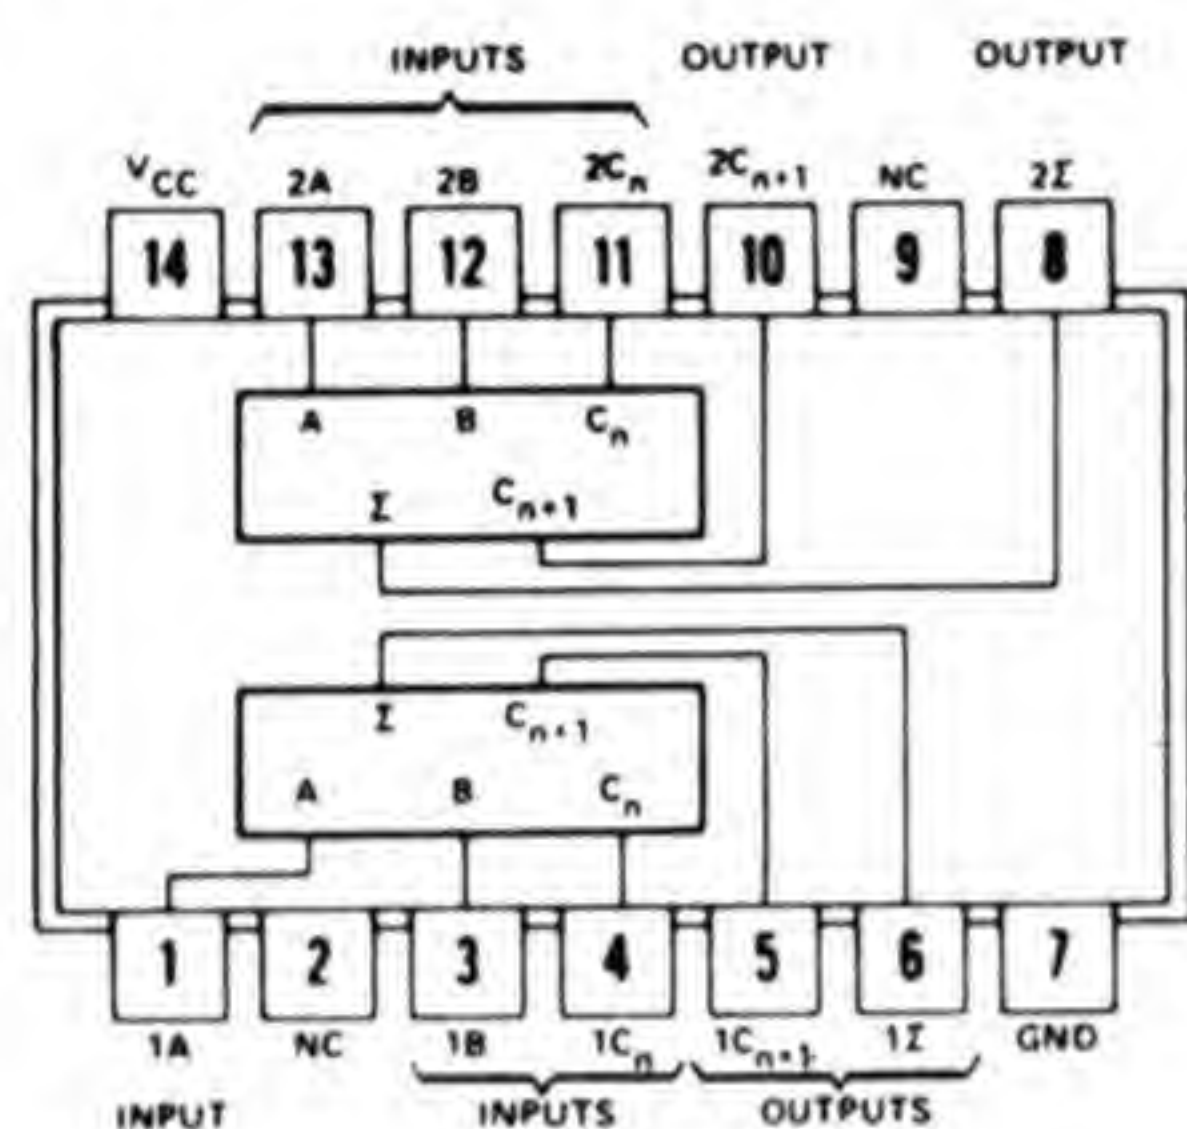 INPUTS OUTPUT OUTPUT
VCC 2A 2B 2Cn 2Cn+1 NC 2Σ
14 13 12 11 10 9 8
A B Cn
Σ Cn+1
Σ Cn+1
A B Cn
1 2 3 4 5 6 7
1A NC 1B 1Cn 1Cn+1 1Σ GND
INPUT INPUTS OUTPUTS